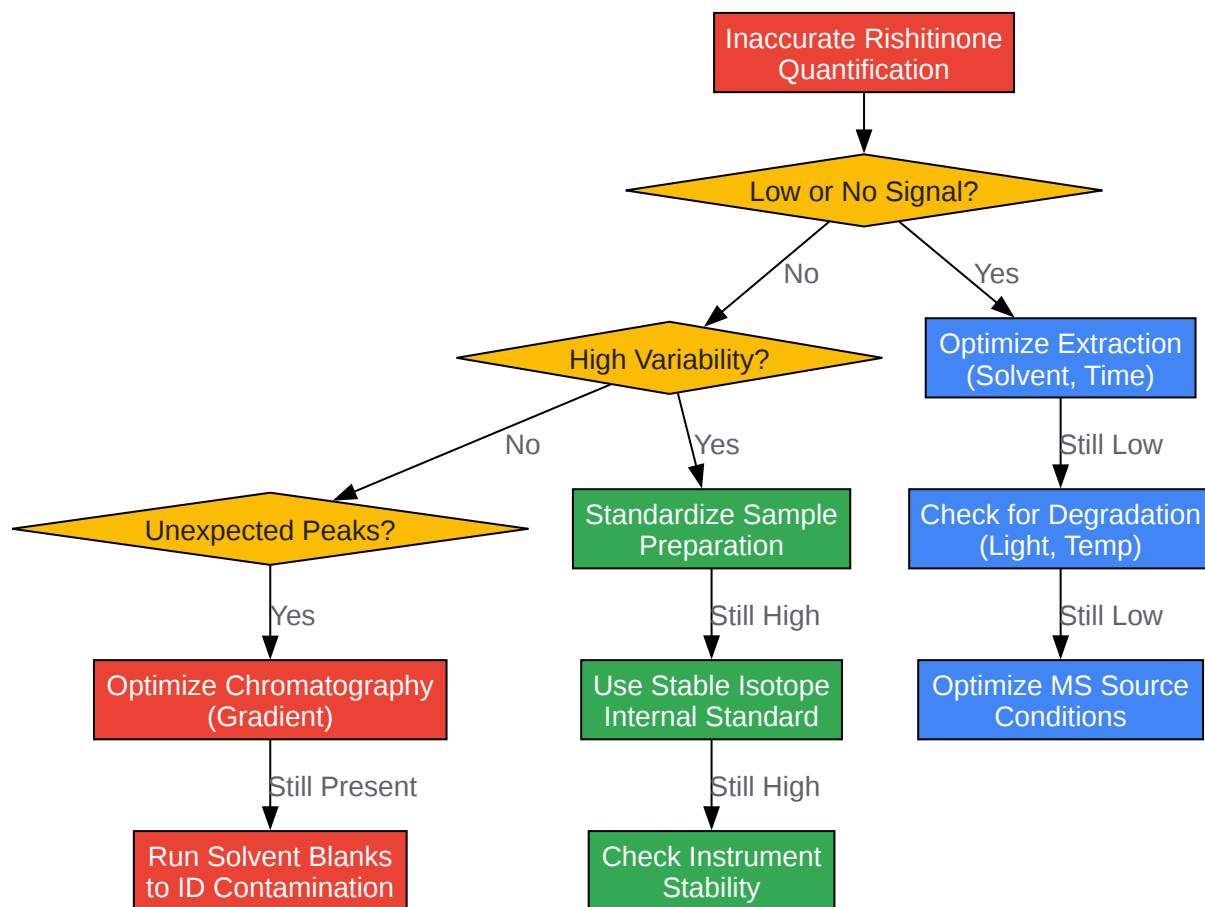 Inaccurate Rishitinone
Quantification
Low or No Signal?
No
Yes
High Variability?
Optimize Extraction
(Solvent, Time)
No
Yes
Still Low
Unexpected Peaks?
Standardize Sample
Preparation
Check for Degradation
(Light, Temp)
Yes
Still High
Still Low
Optimize Chromatography
(Gradient)
Use Stable Isotope
Internal Standard
Optimize MS Source
Conditions
Still Present
Still High
Run Solvent Blanks
to ID Contamination
Check Instrument
Stability